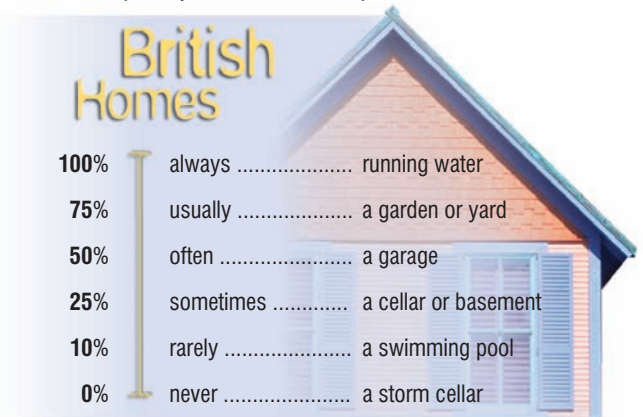 British
Homes
100% always .................... running water
75% usually .................... a garden or yard
50% often ....................... a garage
25% sometimes ............. a cellar or basement
10% rarely ...................... a swimming pool
0% never ...................... a storm cellar